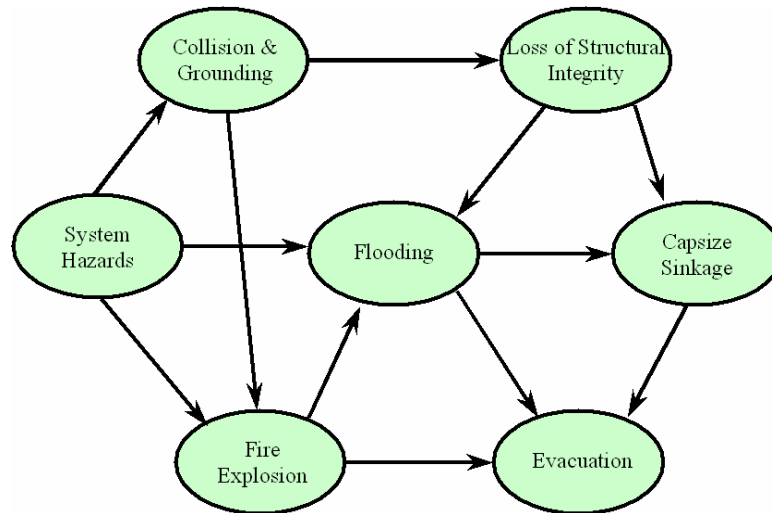 Collision &
Grounding
Loss of Structural
Integrity
System
Hazards
Flooding
Capsize
Sinkage
Fire
Explosion
Evacuation